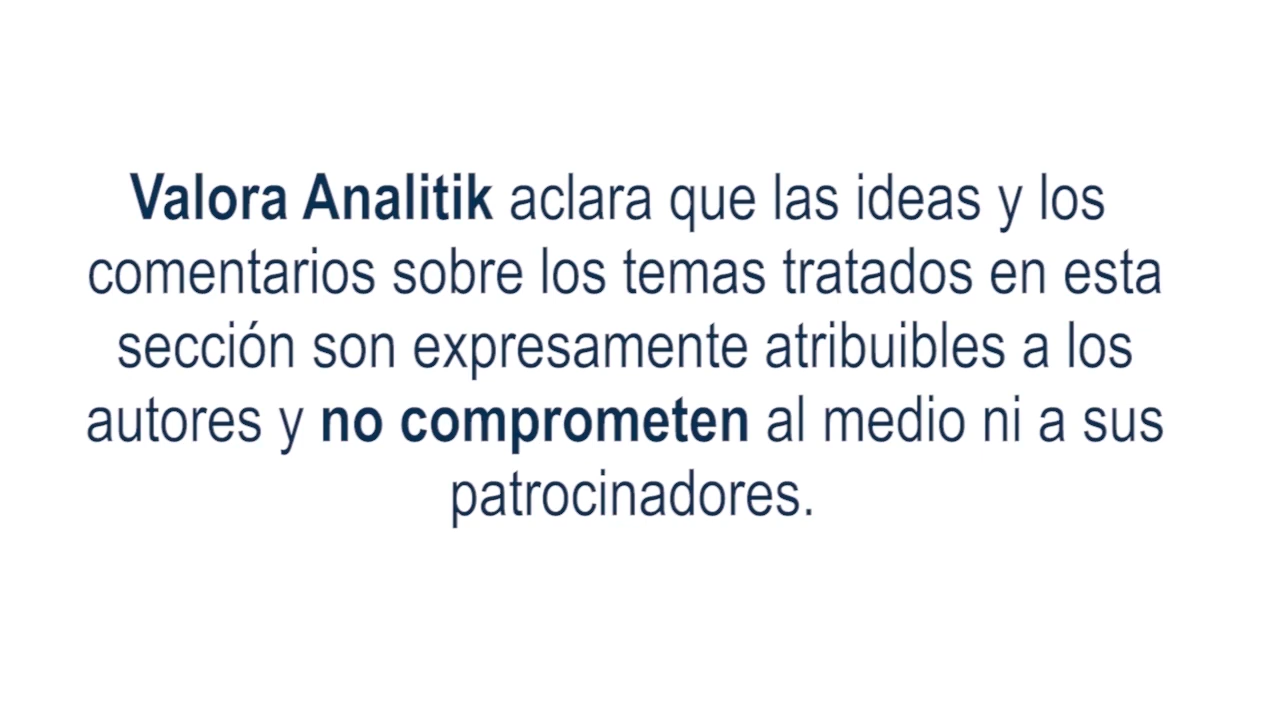 Valora Analitik aclara que las ideas y los
comentarios sobre los temas tratados en esta
sección son expresamente atribuibles a los
autores y no comprometen al medio ni a sus
patrocinadores.